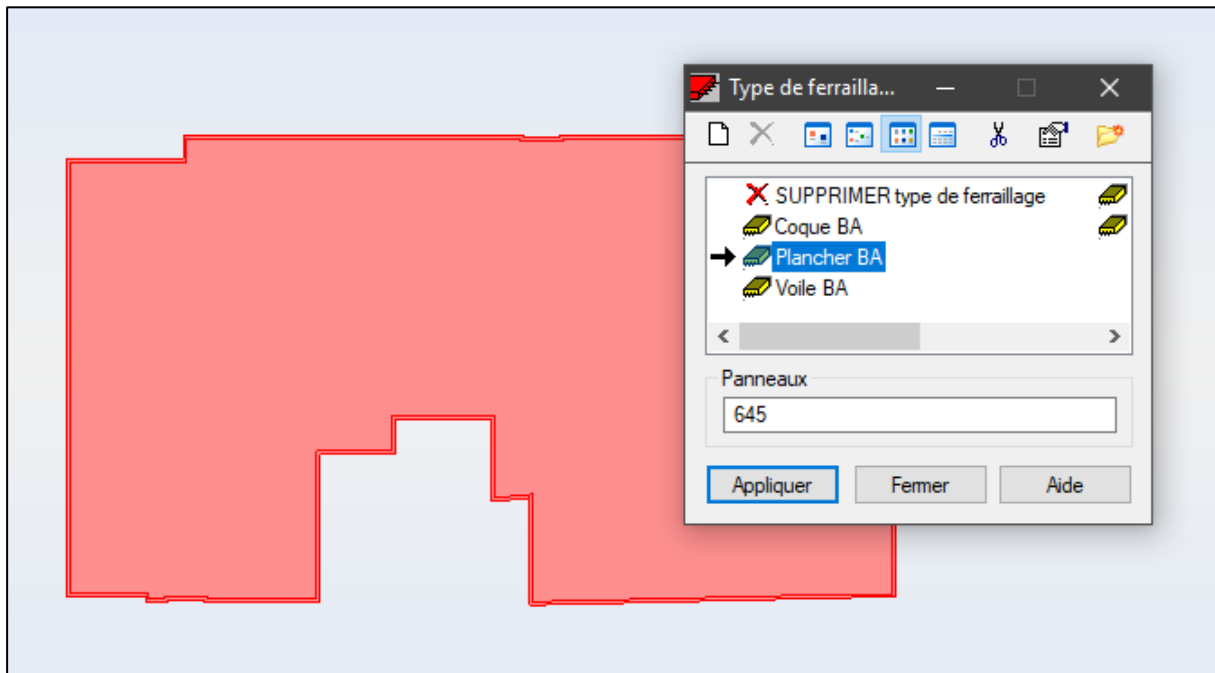 Type de ferrailla...
SUPPRIMER type de ferraillage
Coque BA
Plancher BA
Voile BA
Panneaux
645
Appliquer
Fermer
Aide